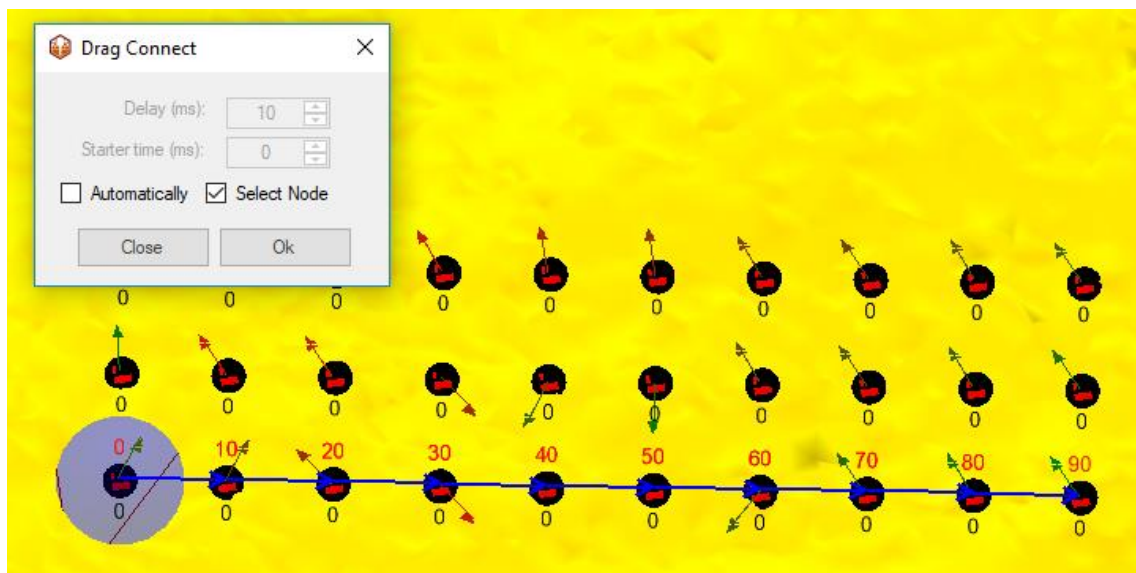 Drag Connect
Delay (ms): 10
Starter time (ms): 0
Automatically Select Node
Close Ok
0 0 0 0 0 0 0 0 0 0
0 0 0 0 0 0 0 0 0 0
0 10 20 30 40 50 60 70 80 90
0 0 0 0 0 0 0 0 0 0